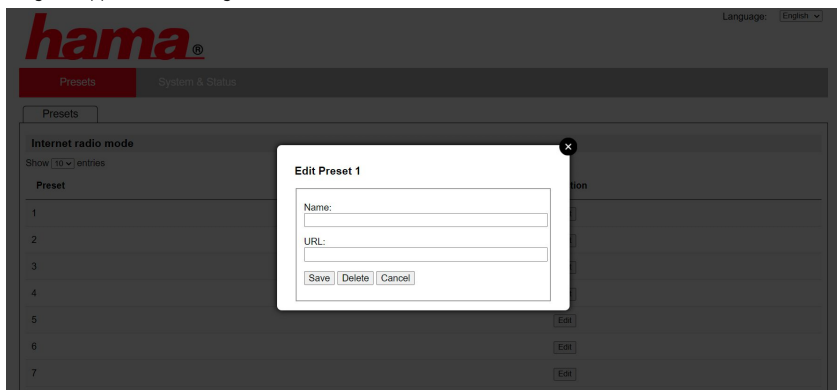 Language: English
hama®
Presets System & Status
Presets
Internet radio mode
Show 10 entries
Preset
1
2
3
4
5 Edit
6 Edit
7 Edit
Edit Preset 1
Name:
URL:
Save Delete Cancel